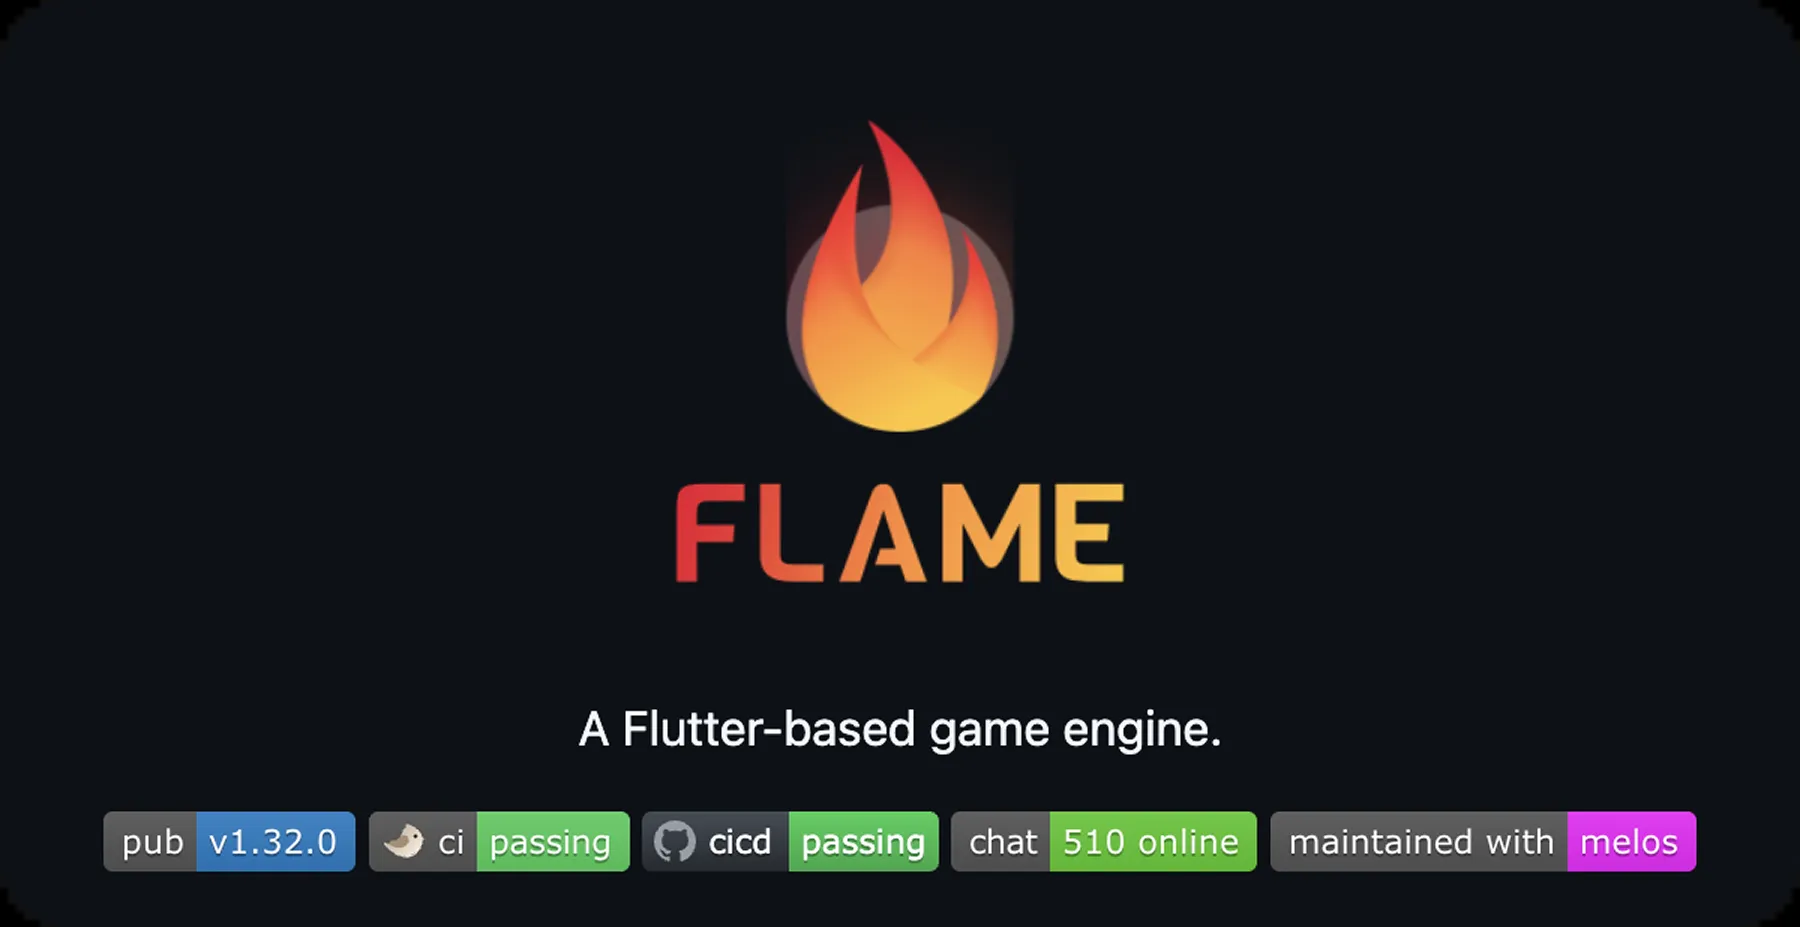 FLAME
A Flutter-based game engine.
pub v1.32.0 ci passing cicd passing chat 510 online maintained with melos